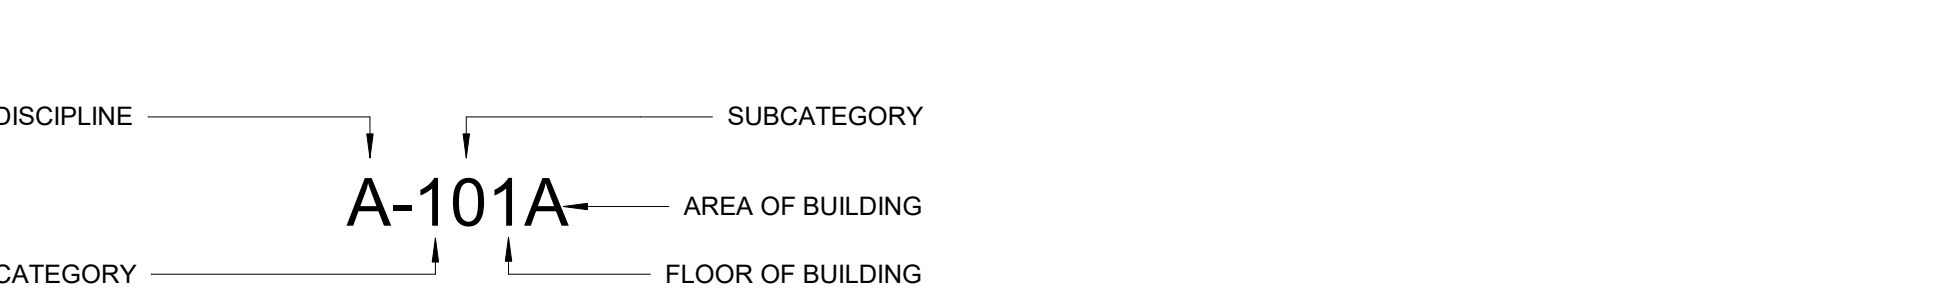 DISCIPLINE
SUBCATEGORY
A-101A
AREA OF BUILDING
CATEGORY
FLOOR OF BUILDING